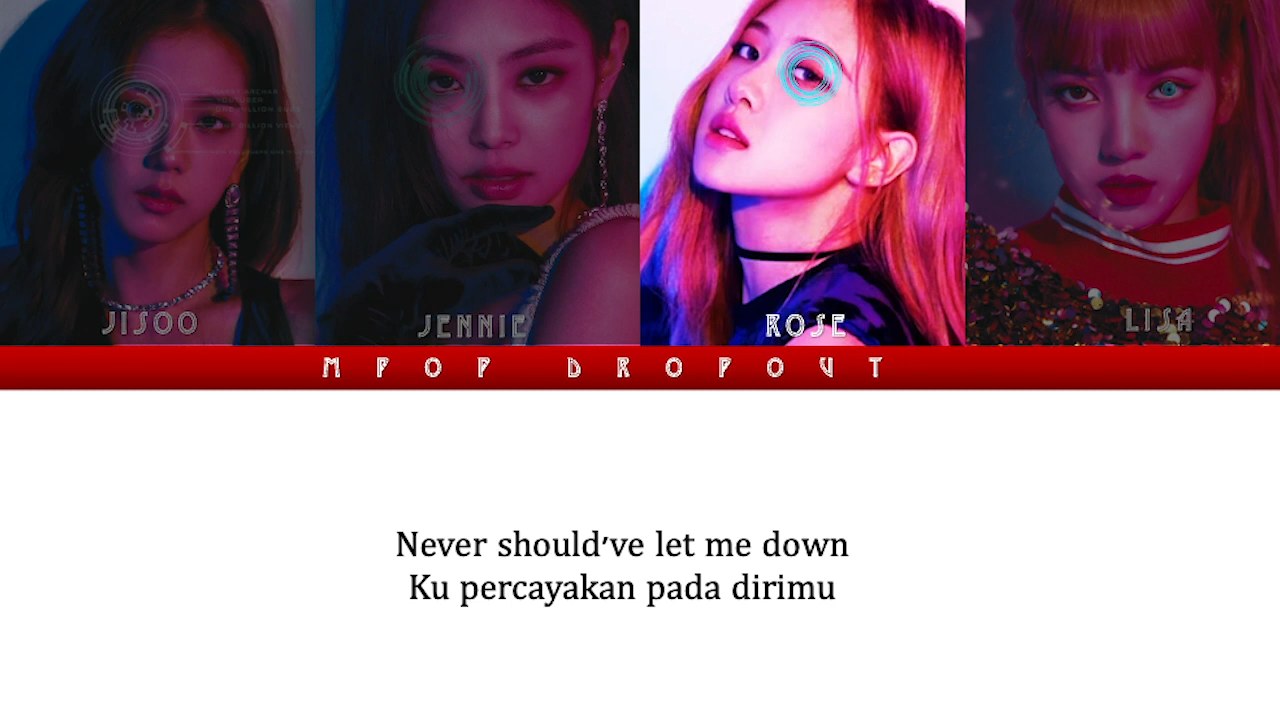 JISOO
JENNIE
ROSE
LISA
MPOP DROPOUT
Never should've let me down
Ku percayakan pada dirimu